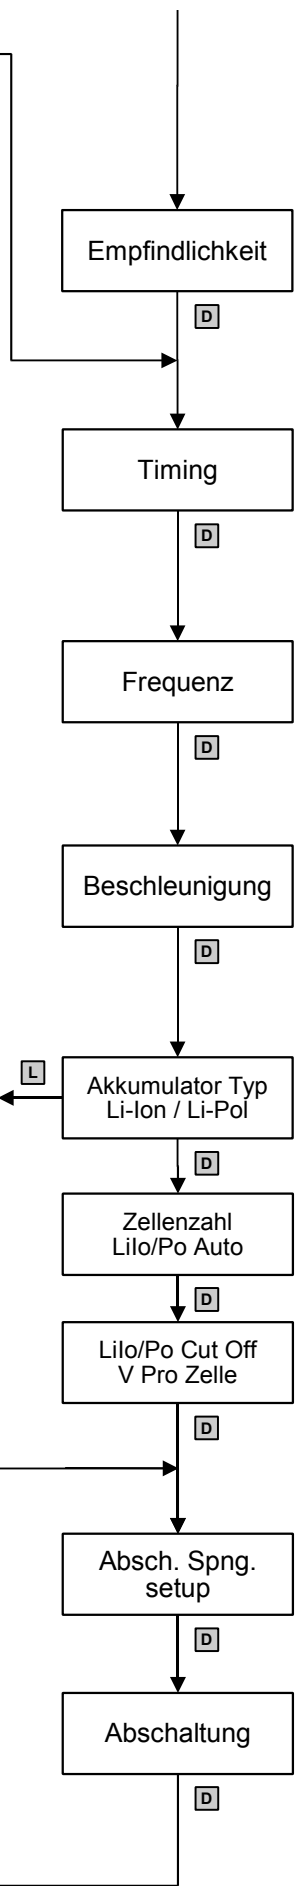 Empfindlichkeit
D
Timing
D
Frequenz
D
Beschleunigung
D
L
Akkumulator Typ
Li-Ion / Li-Pol
D
Zellenzahl
LiIo/Po Auto
D
LiIo/Po Cut Off
V Pro Zelle
D
Absch. Spng.
setup
D
Abschaltung
D